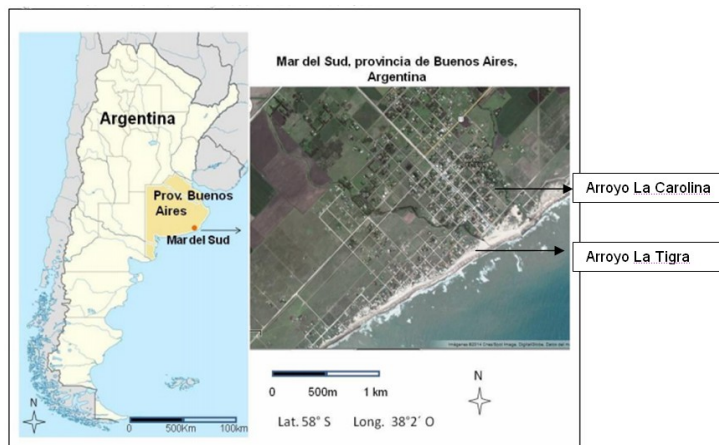 Argentina
Prov. Buenos
Aires
Mar del Sud
N
0 500Km 100km
Mar del Sud, provincia de Buenos Aires,
Argentina
Arroyo La Carolina
Arroyo La Tigra
0 500m 1 km
N
Lat. 58° S Long. 38°2´ O